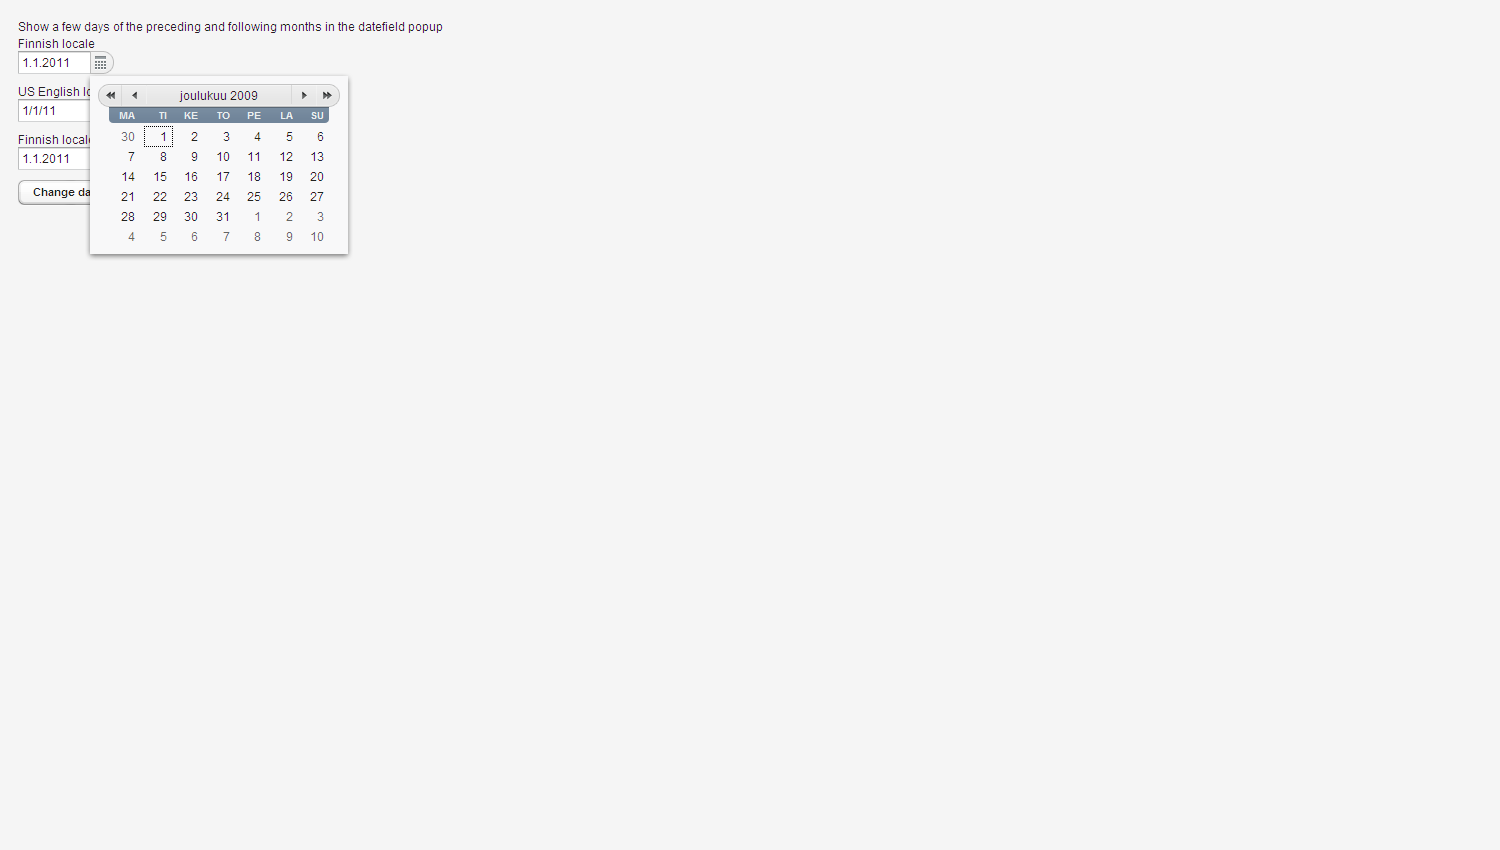 Show a few days of the preceding and following months in the datefield popup
Finnish locale
1.1.2011
joulukuu 2009
MA TI KE TO PE LA SU
30 1 2 3 4 5 6
7 8 9 10 11 12 13
14 15 16 17 18 19 20
21 22 23 24 25 26 27
28 29 30 31 1 2 3
4 5 6 7 8 9 10
US English
1/1/11
Finnish locale
1.1.2011
Change